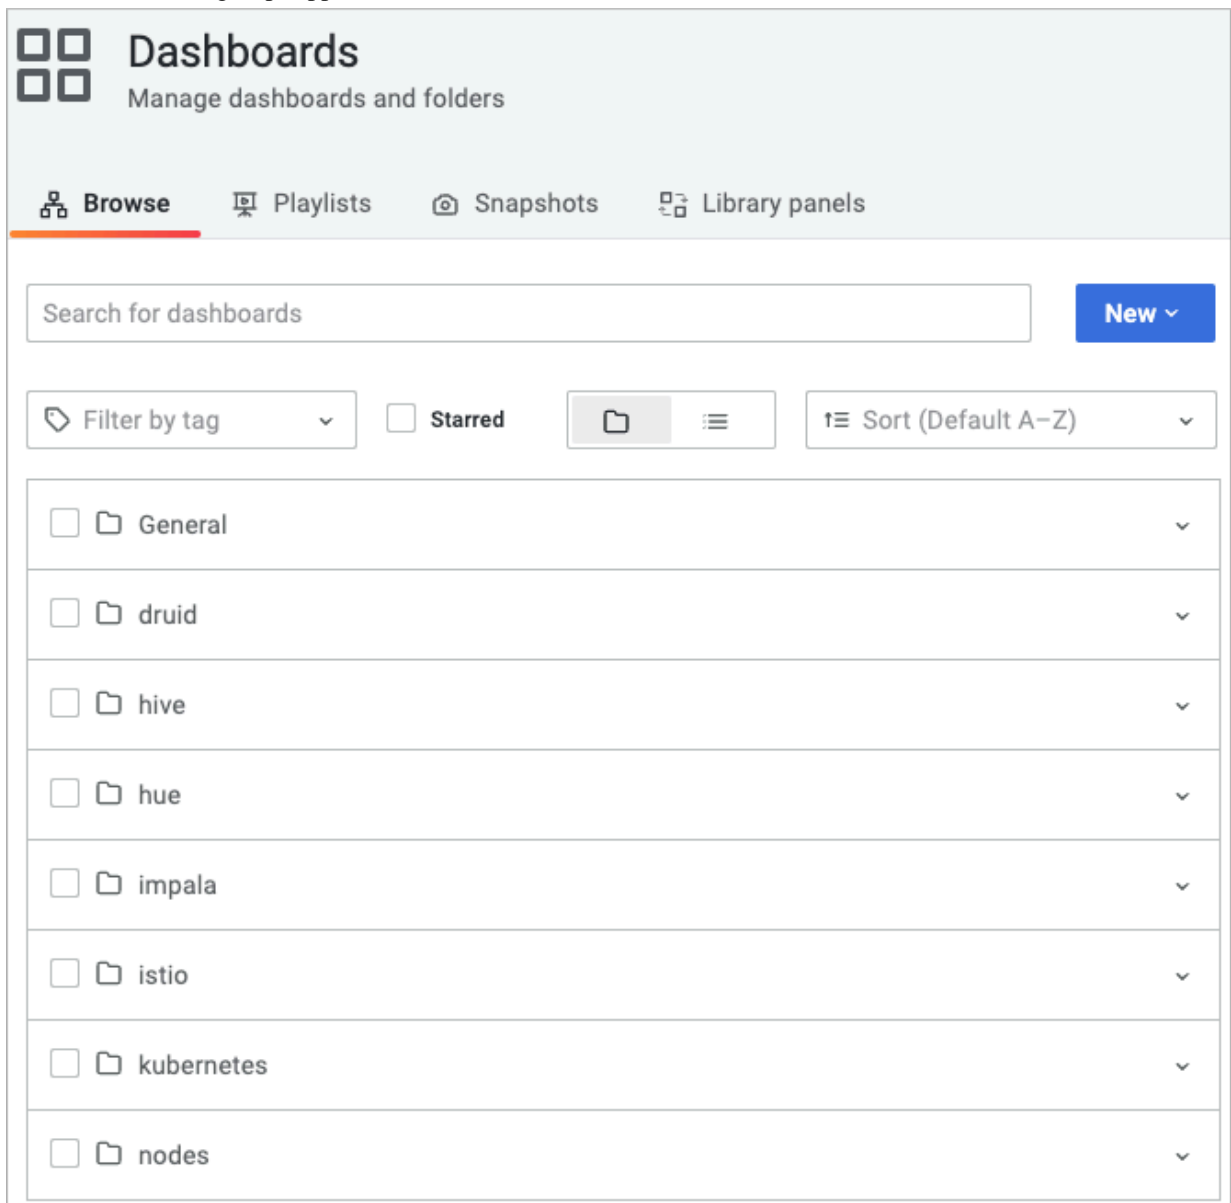 Dashboards
Manage dashboards and folders
Browse Playlists Snapshots Library panels
Search for dashboards New
Filter by tag Starred Sort (Default A–Z)
General
druid
hive
hue
impala
istio
kubernetes
nodes